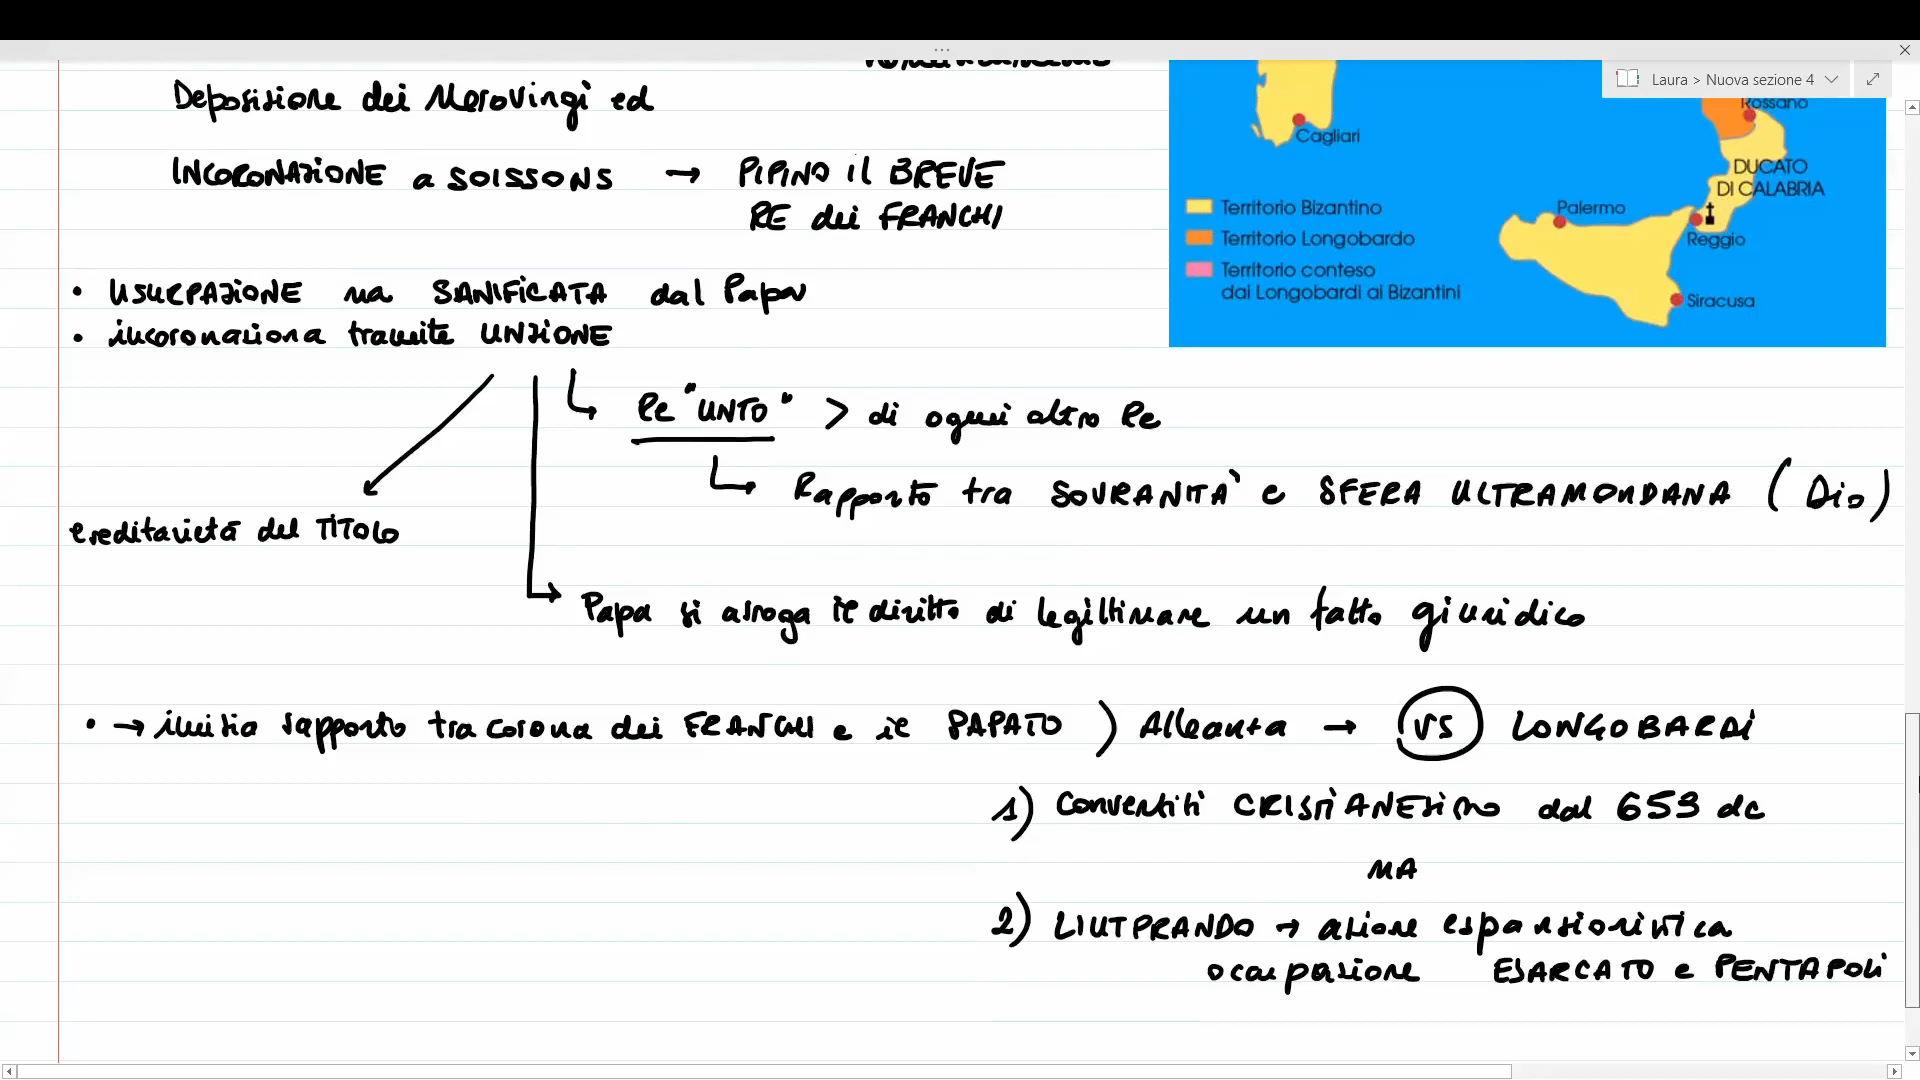 Laura > Nuova sezione 4
Deposizione dei Merovingi ed
INCORONAZIONE a SOISSONS → PIPINO il BREVE
RE dei FRANCHI
• USURPAZIONE ma SANIFICATA dal Papa
• incoronaziona tramite UNZIONE
Re "UNTO" > di ogni altro Re
Rapporto tra SOVRANITA' e SFERA ULTRAMONDANA (Dio)
ereditarietà del TITOLO
Papa si arroga il diritto di legittimare un fatto giuridico
• → inizia rapporto tra corona dei FRANCHI e il PAPATO ) Alleanza → VS LONGOBARDI
1) Convertiti CRISTIANESIMO dal 653 dc
MA
2) LIUTPRANDO → azione espansionistica
occupazione ESARCATO e PENTAPOLI
Rossano
Cagliari
DUCATO
DI CALABRIA
Palermo
Reggio
Siracusa
Territorio Bizantino
Territorio Longobardo
Territorio conteso
dai Longobardi ai Bizantini